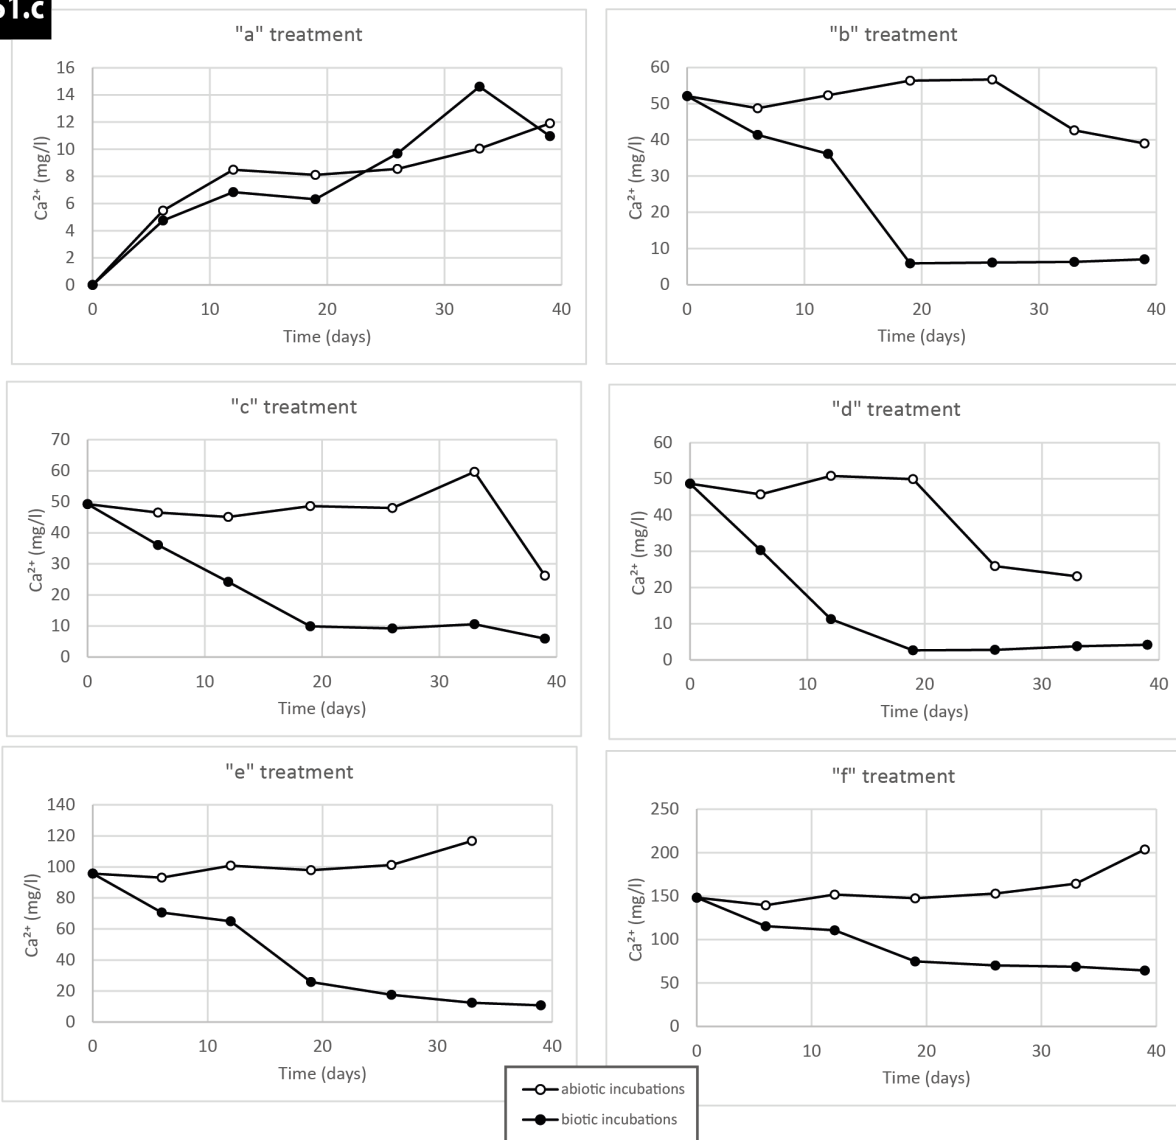 "a" treatment
16
14
12
10
8
6
4
2
0
Ca²⁺ (mg/l)
0 10 20 30 40
Time (days)
"b" treatment
60
50
40
30
20
10
0
Ca²⁺ (mg/l)
0 10 20 30 40
Time (days)
"c" treatment
70
60
50
40
30
20
10
0
Ca²⁺ (mg/l)
0 10 20 30 40
Time (days)
"d" treatment
60
50
40
30
20
10
0
Ca²⁺ (mg/l)
0 10 20 30 40
Time (days)
"e" treatment
140
120
100
80
60
40
20
0
Ca²⁺ (mg/l)
0 10 20 30 40
Time (days)
"f" treatment
250
200
150
100
50
0
Ca²⁺ (mg/l)
0 10 20 30 40
Time (days)
abiotic incubations
biotic incubations